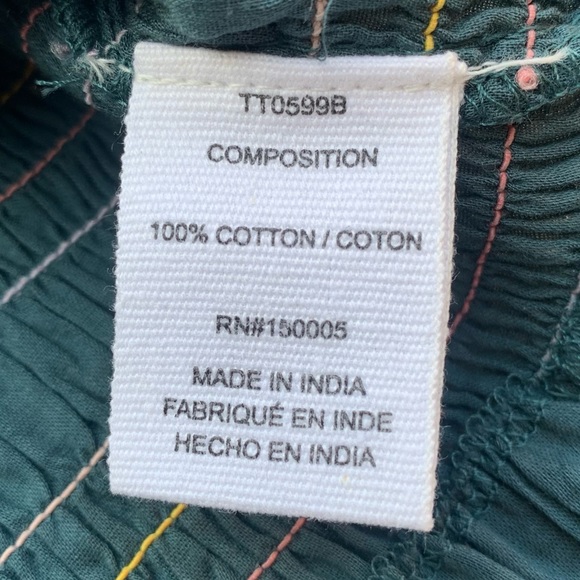 TT0599B
COMPOSITION
100% COTTON / COTON
RN#150005
MADE IN INDIA
FABRIQUÉ EN INDE
HECHO EN INDIA